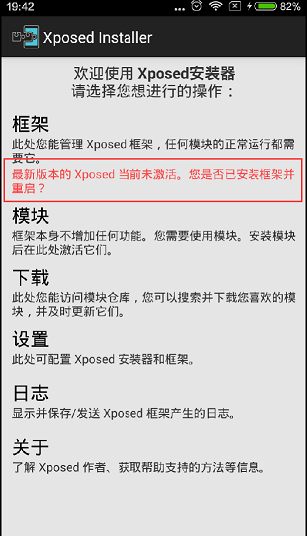 19:42 ... 82%
Xposed Installer
欢迎使用 Xposed安装器
请选择您想进行的操作：
框架
此处您能管理 Xposed 框架，任何模块的正常运行都需
要它。
最新版本的 Xposed 当前未激活。您是否已安装框架并
重启？
模块
框架本身不增加任何功能。您需要使用模块。安装模块
后在此处激活它们。
下载
此处您能访问模块仓库，您可以搜索并下载您喜欢的模
块，并及时更新它们。
设置
此处可配置 Xposed 安装器和框架。
日志
显示并保存/发送 Xposed 框架产生的日志。
关于
了解 Xposed 作者、获取帮助支持的方法等信息。